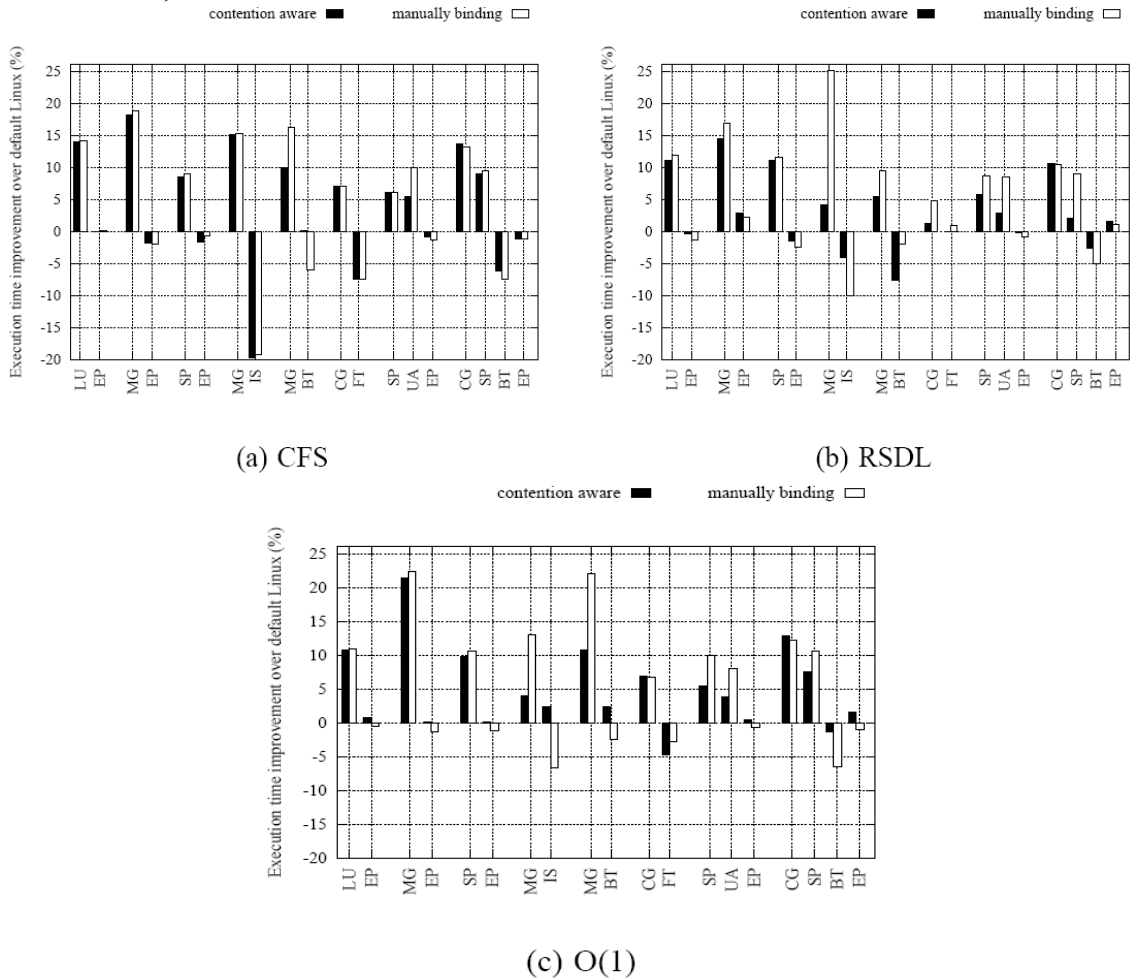 contention aware manually binding
Execution time improvement over default Linux (%)
25
20
15
10
5
0
-5
-10
-15
-20
LU EP MG EP SP EP MG IS MG BT CG FT SP UA EP CG SP BT EP
(a) CFS
contention aware manually binding
Execution time improvement over default Linux (%)
25
20
15
10
5
0
-5
-10
-15
-20
LU EP MG EP SP EP MG IS MG BT CG FT SP UA EP CG SP BT EP
(b) RSDL
contention aware manually binding
Execution time improvement over default Linux (%)
25
20
15
10
5
0
-5
-10
-15
-20
LU EP MG EP SP EP MG IS MG BT CG FT SP UA EP CG SP BT EP
(c) O(1)